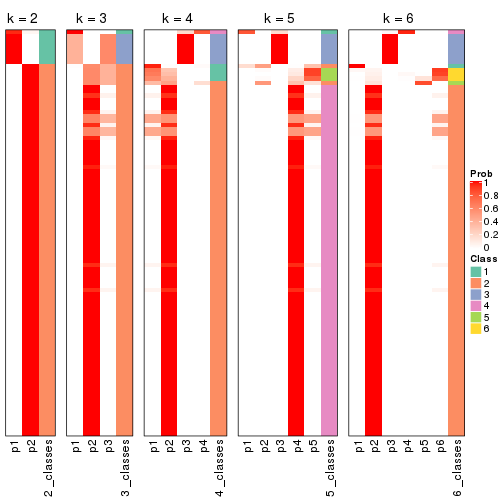 k = 2
k = 3
k = 4
k = 5
k = 6
p1
p2
2_classes
p1
p2
p3
3_classes
p1
p2
p3
p4
4_classes
p1
p2
p3
p4
p5
5_classes
p1
p2
p3
p4
p5
p6
6_classes
Prob
1
0.8
0.6
0.4
0.2
0
Class
1
2
3
4
5
6